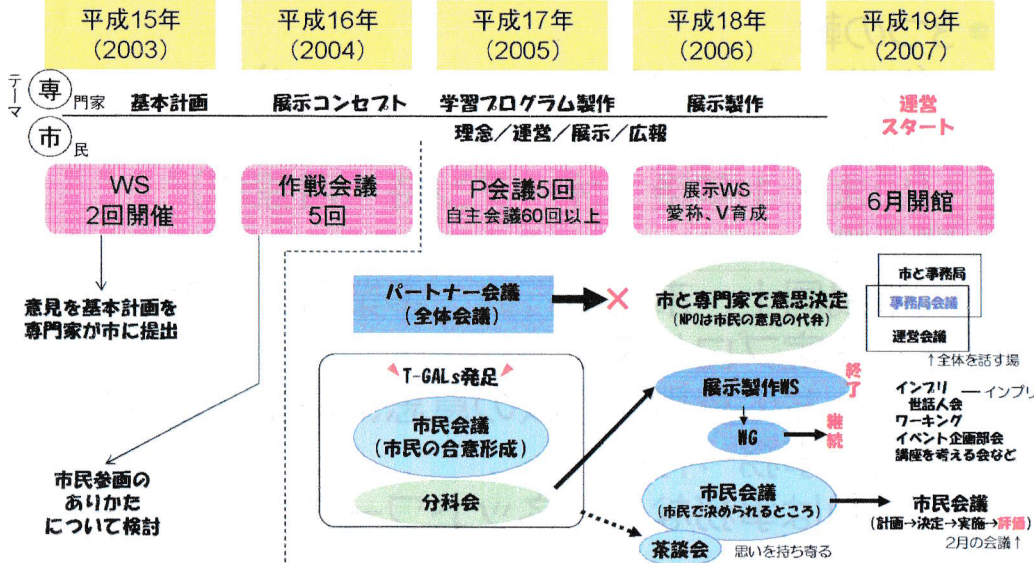 平成15年
(2003)
平成16年
(2004)
平成17年
(2005)
平成18年
(2006)
平成19年
(2007)
テーマ
専門家
基本計画
展示コンセプト
学習プログラム製作
展示製作
運営
スタート
市民
理念/運営/展示/広報
WS
2回開催
作戦会議
5回
P会議5回
自主会議60回以上
展示WS
愛称、V育成
6月開館
意見を基本計画を
専門家が市に提出
市民参画の
ありかた
について検討
パートナー会議
(全体会議)
×
市と専門家で意思決定
(NPOは市民の意見の代弁)
市と事務局
事務局会議
運営会議
↑全体を話す場
T-GALs発足
市民会議
(市民の合意形成)
分科会
展示製作WS
終了
WG
継続
インプリ
世話人会
ワーキング
イベント企画部会
講座を考える会など
インプリ
市民会議
(市民で決められるところ)
茶談会
思いを持ち寄る
市民会議
(計画→決定→実施→評価)
2月の会議↑